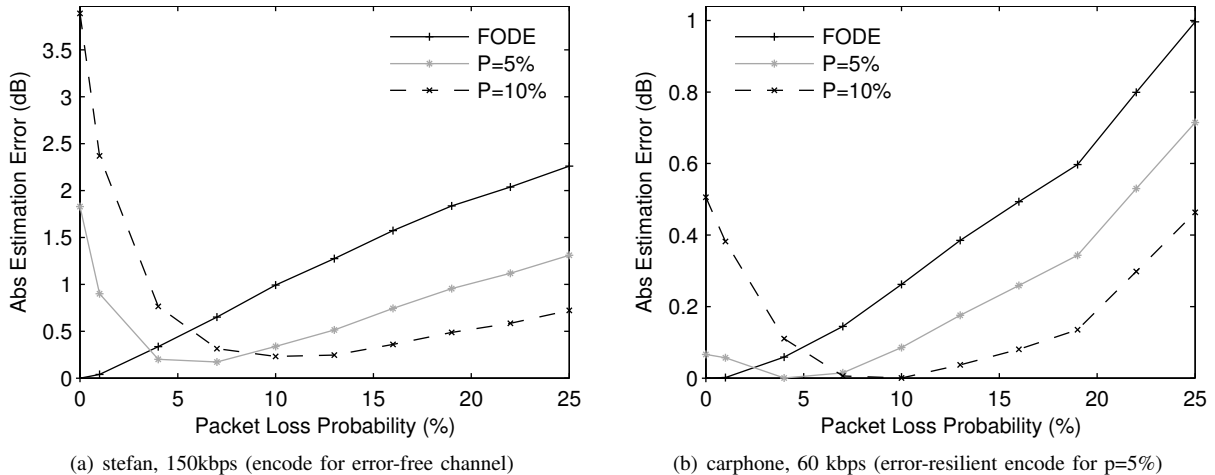 0
0.5
1
1.5
2
2.5
3
3.5
Abs Estimation Error (dB)
FODE
P=5%
P=10%
0 5 10 15 20 25
Packet Loss Probability (%)
(a) stefan, 150kbps (encode for error-free channel)
0
0.2
0.4
0.6
0.8
1
Abs Estimation Error (dB)
FODE
P=5%
P=10%
0 5 10 15 20 25
Packet Loss Probability (%)
(b) carphone, 60 kbps (error-resilient encode for p=5%)